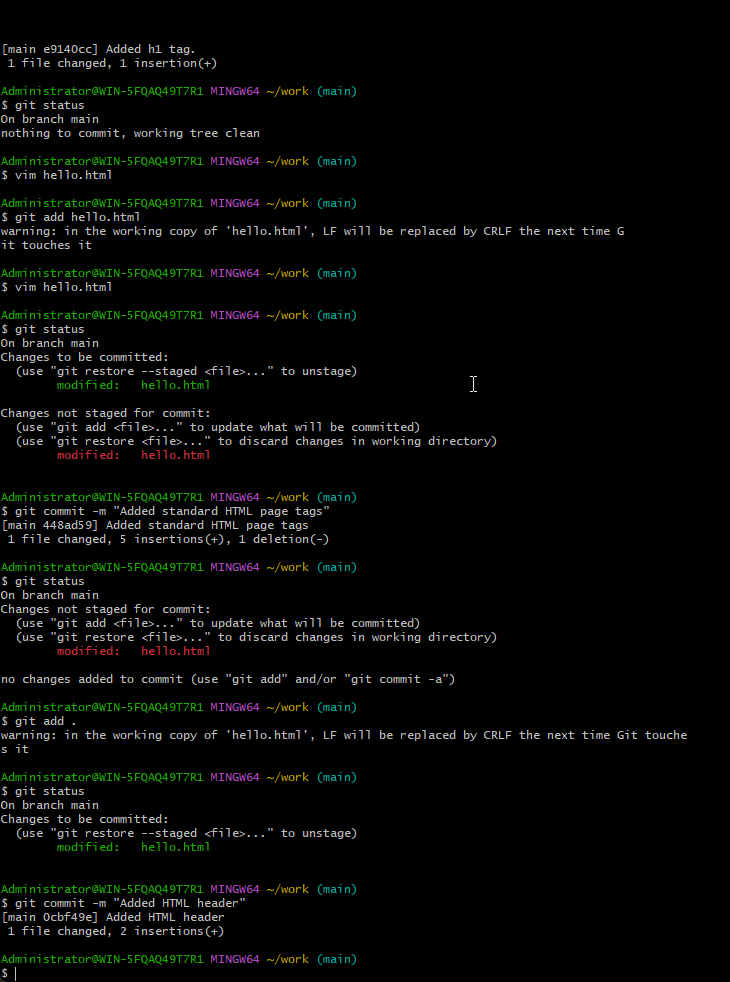 [main e9140cc] Added h1 tag.
 1 file changed, 1 insertion(+)
Administrator@WIN-5FQAQ49T7R1 MINGW64 ~/work (main)
$ git status
On branch main
nothing to commit, working tree clean
Administrator@WIN-5FQAQ49T7R1 MINGW64 ~/work (main)
$ vim hello.html
Administrator@WIN-5FQAQ49T7R1 MINGW64 ~/work (main)
$ git add hello.html
warning: in the working copy of 'hello.html', LF will be replaced by CRLF the next time G
it touches it
Administrator@WIN-5FQAQ49T7R1 MINGW64 ~/work (main)
$ vim hello.html
Administrator@WIN-5FQAQ49T7R1 MINGW64 ~/work (main)
$ git status
On branch main
Changes to be committed:
  (use "git restore --staged <file>..." to unstage)
        modified:   hello.html
Changes not staged for commit:
  (use "git add <file>..." to update what will be committed)
  (use "git restore <file>..." to discard changes in working directory)
        modified:   hello.html
Administrator@WIN-5FQAQ49T7R1 MINGW64 ~/work (main)
$ git commit -m "Added standard HTML page tags"
[main 448ad59] Added standard HTML page tags
 1 file changed, 5 insertions(+), 1 deletion(-)
Administrator@WIN-5FQAQ49T7R1 MINGW64 ~/work (main)
$ git status
On branch main
Changes not staged for commit:
  (use "git add <file>..." to update what will be committed)
  (use "git restore <file>..." to discard changes in working directory)
        modified:   hello.html
no changes added to commit (use "git add" and/or "git commit -a")
Administrator@WIN-5FQAQ49T7R1 MINGW64 ~/work (main)
$ git add .
warning: in the working copy of 'hello.html', LF will be replaced by CRLF the next time Git touche
s it
Administrator@WIN-5FQAQ49T7R1 MINGW64 ~/work (main)
$ git status
On branch main
Changes to be committed:
  (use "git restore --staged <file>..." to unstage)
        modified:   hello.html
Administrator@WIN-5FQAQ49T7R1 MINGW64 ~/work (main)
$ git commit -m "Added HTML header"
[main 0cbf49e] Added HTML header
 1 file changed, 2 insertions(+)
Administrator@WIN-5FQAQ49T7R1 MINGW64 ~/work (main)
$